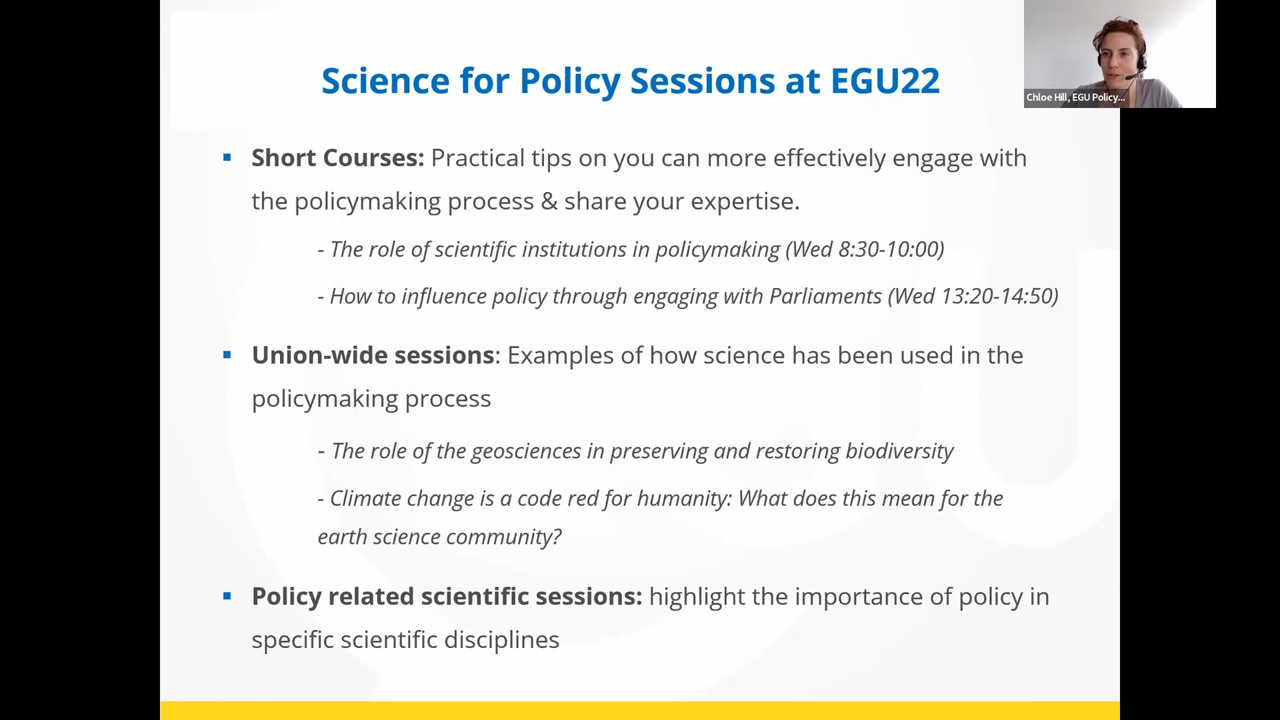 Science for Policy Sessions at EGU22
Chloe Hill, EGU Policy...
▪ Short Courses: Practical tips on you can more effectively engage with
the policymaking process & share your expertise.
- The role of scientific institutions in policymaking (Wed 8:30-10:00)
- How to influence policy through engaging with Parliaments (Wed 13:20-14:50)
▪ Union-wide sessions: Examples of how science has been used in the
policymaking process
- The role of the geosciences in preserving and restoring biodiversity
- Climate change is a code red for humanity: What does this mean for the
earth science community?
▪ Policy related scientific sessions: highlight the importance of policy in
specific scientific disciplines